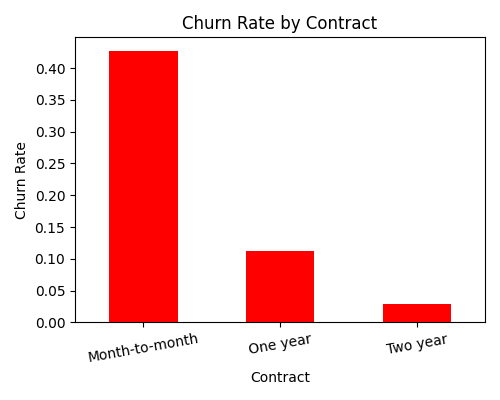 Churn Rate by Contract
Churn Rate
0.40
0.35
0.30
0.25
0.20
0.15
0.10
0.05
0.00
Month-to-month
One year
Two year
Contract